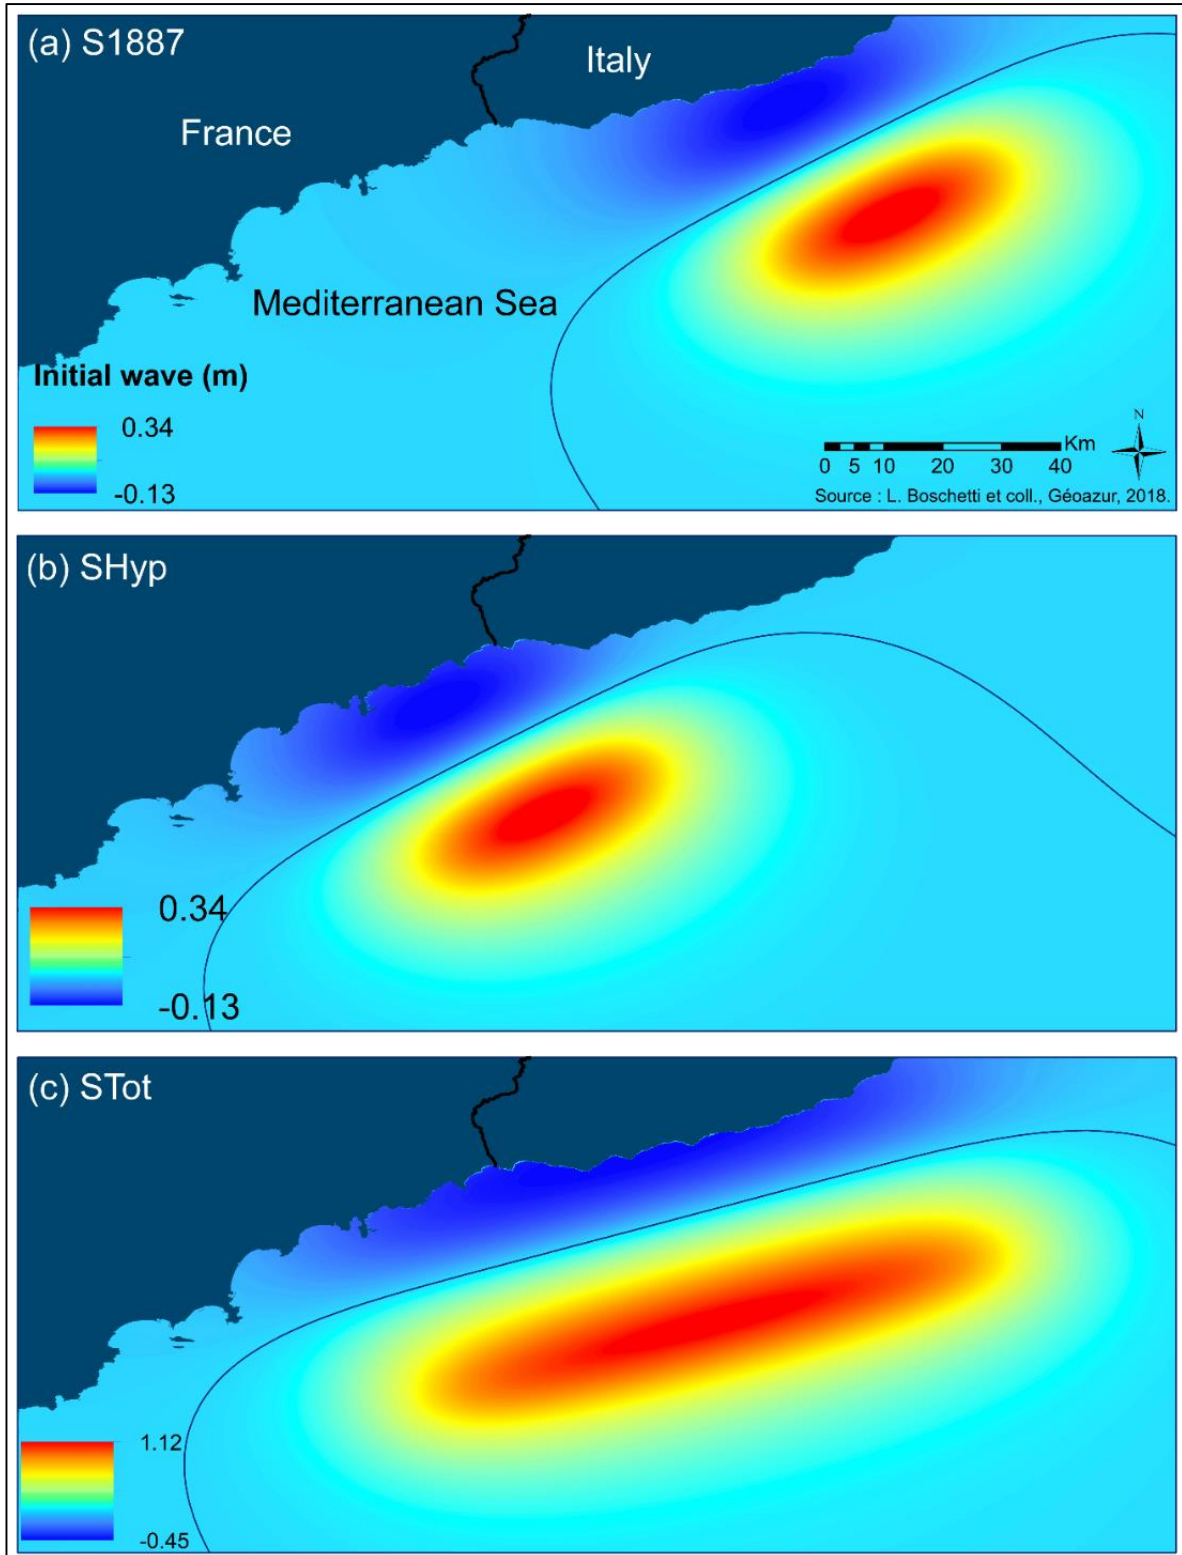 (a) S1887
Italy
France
Mediterranean Sea
Initial wave (m)
0.34
-0.13
N
Km
0 5 10 20 30 40
Source : L. Boschetti et coll., Géoazur, 2018.
(b) SHyp
0.34
-0.13
(c) STot
1.12
-0.45